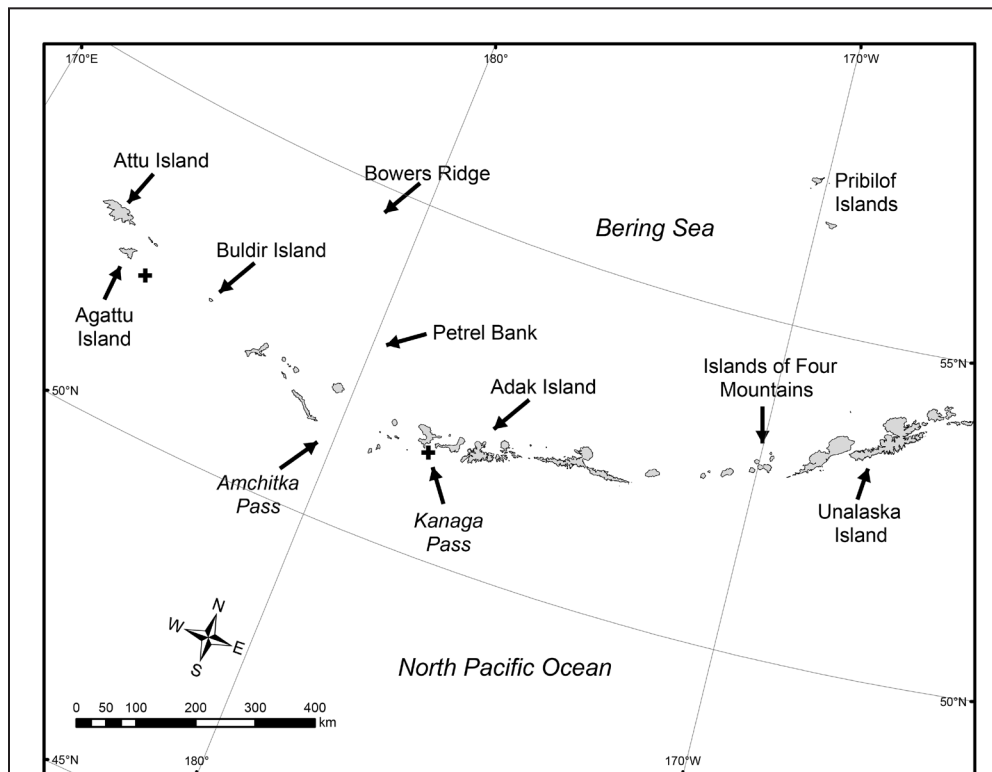 170°E
180°
170°W
Attu Island
Bowers Ridge
Pribilof
Islands
Bering Sea
Buldir Island
Agattu
Island
Petrel Bank
Islands of Four
Mountains
55°N
50°N
Adak Island
Amchitka
Pass
Kanaga
Pass
Unalaska
Island
N
W
E
S
North Pacific Ocean
50°N
0 50 100 200 300 400
km
45°N
180°
170°W